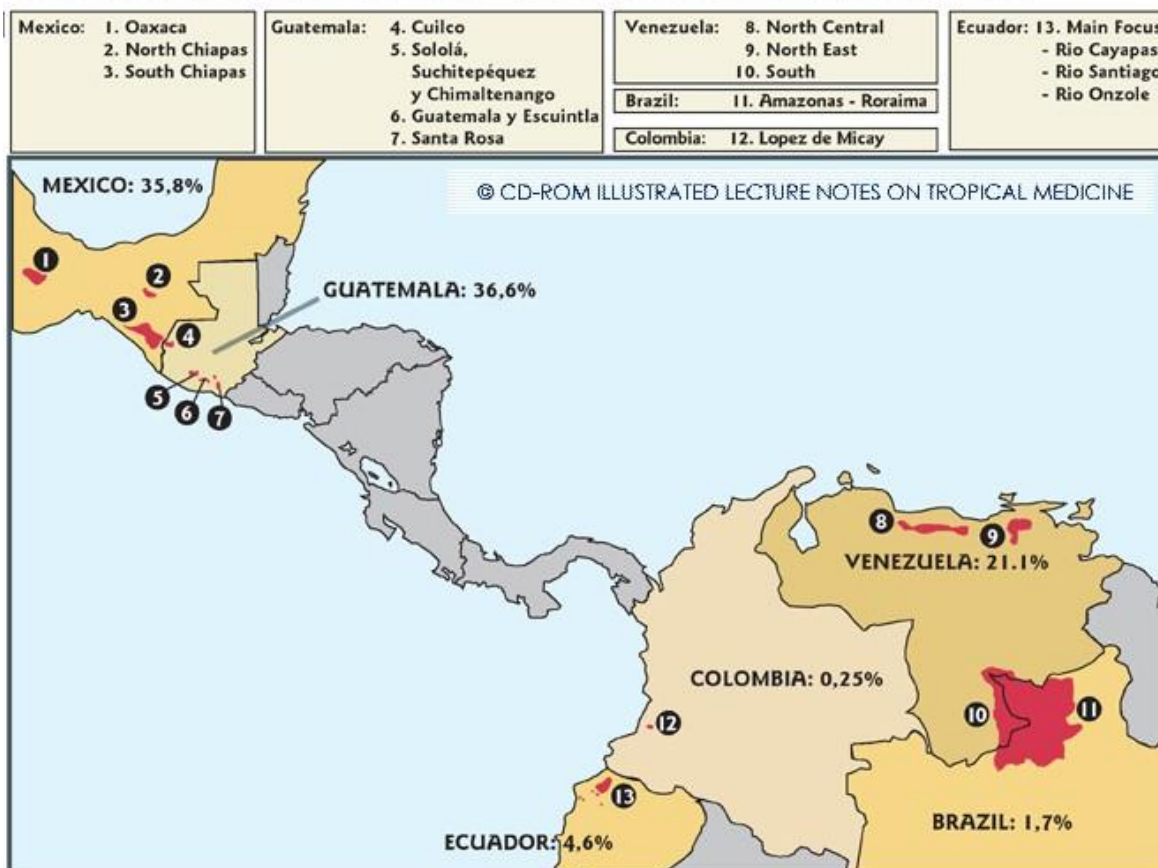 Mexico: 1. Oaxaca
2. North Chiapas
3. South Chiapas
Guatemala: 4. Cuilco
5. Sololá,
Suchitepéquez
y Chimaltenango
6. Guatemala y Escuintla
7. Santa Rosa
Venezuela: 8. North Central
9. North East
10. South
Brazil: 11. Amazonas - Roraima
Colombia: 12. Lopez de Micay
Ecuador: 13. Main Focus
- Rio Cayapas
- Rio Santiago
- Rio Onzole
MEXICO: 35,8%
© CD-ROM ILLUSTRATED LECTURE NOTES ON TROPICAL MEDICINE
1
2
GUATEMALA: 36,6%
3
4
5
6
7
8
9
VENEZUELA: 21.1%
COLOMBIA: 0,25%
10
11
12
13
BRAZIL: 1,7%
ECUADOR: 4,6%